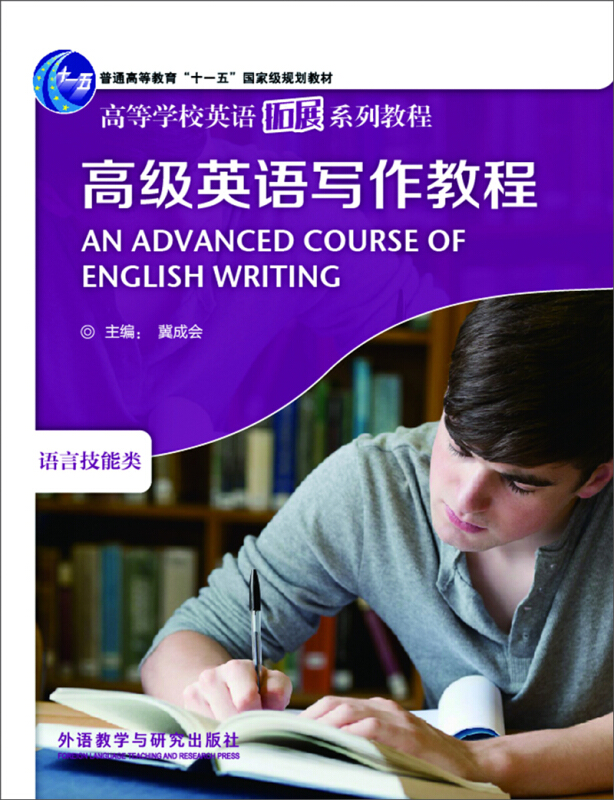 十一五
普通高等教育“十一五”国家级规划教材
高等学校英语拓展系列教程
高级英语写作教程
AN ADVANCED COURSE OF
ENGLISH WRITING
◎ 主编: 冀成会
语言技能类
外语教学与研究出版社
FOREIGN LANGUAGE TEACHING AND RESEARCH PRESS